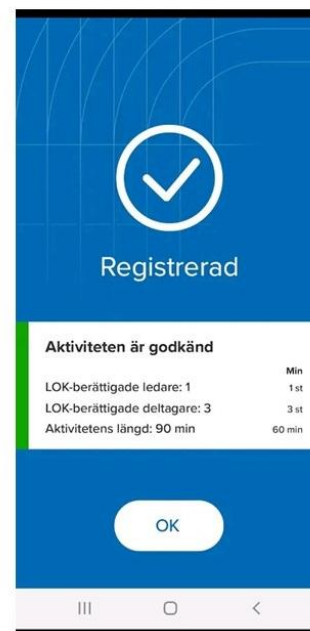 Registrerad
Aktiviteten är godkänd
Min
LOK-berättigade ledare: 1 1 st
LOK-berättigade deltagare: 3 3 st
Aktivitetens längd: 90 min 60 min
OK